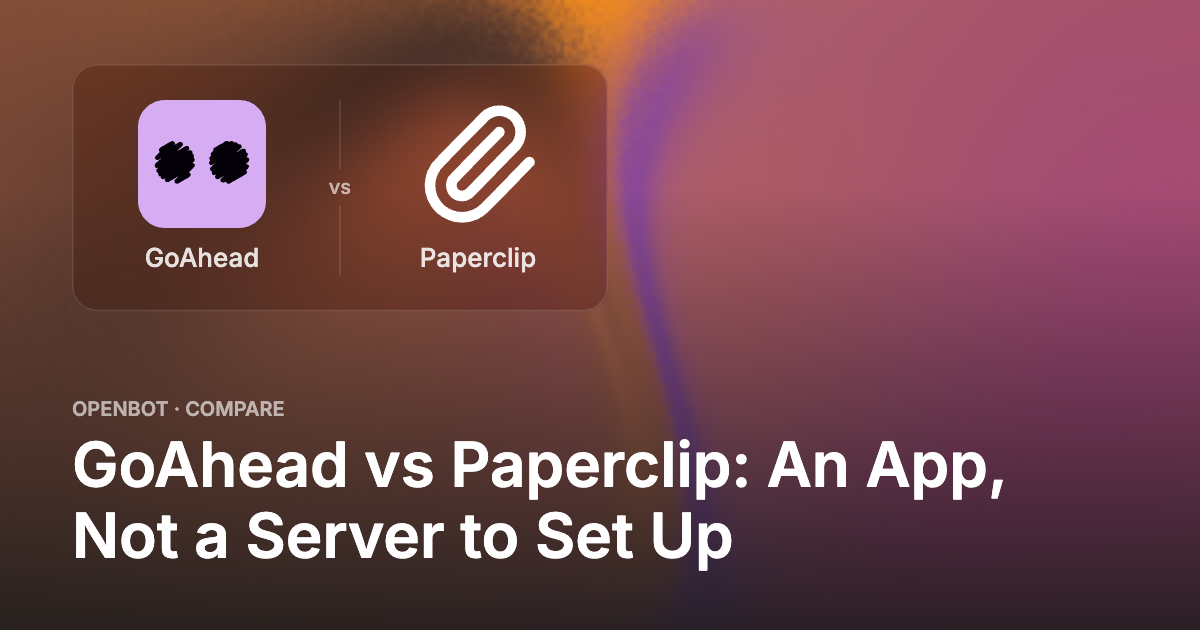 GoAhead
vs
Paperclip
OPENBOT · COMPARE
GoAhead vs Paperclip: An App,
Not a Server to Set Up